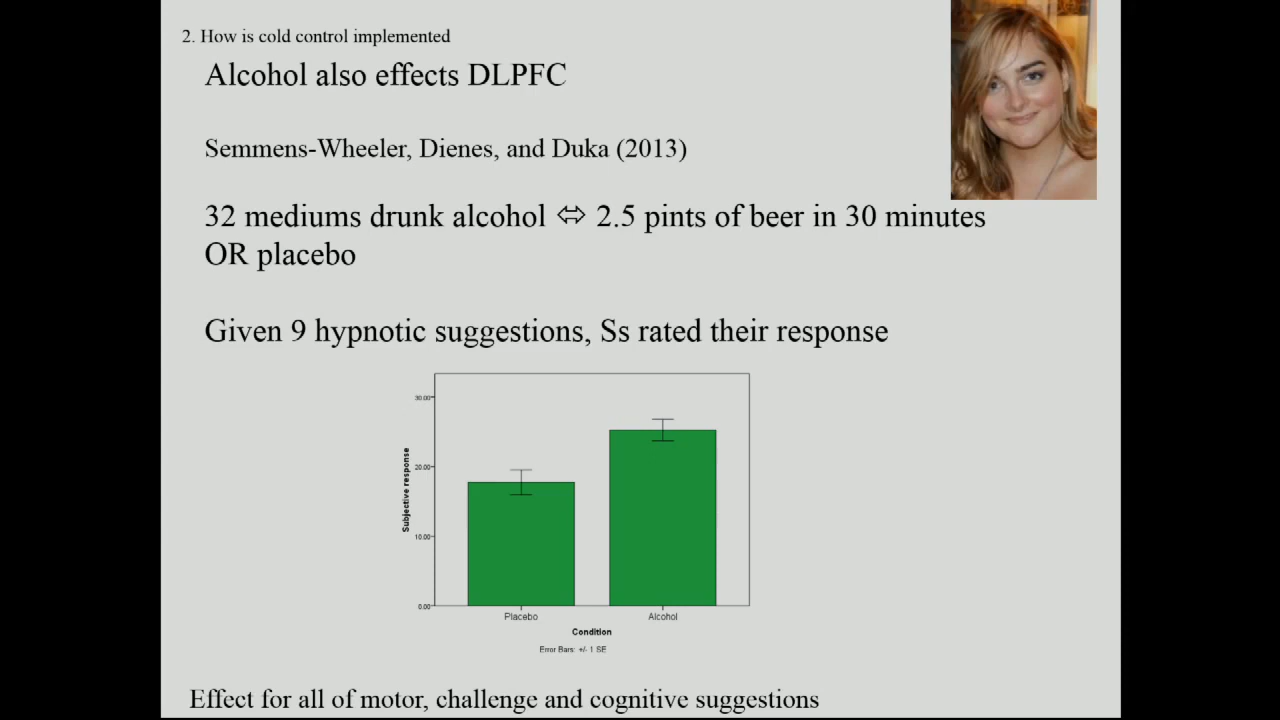 2. How is cold control implemented
Alcohol also effects DLPFC
Semmens-Wheeler, Dienes, and Duka (2013)
32 mediums drunk alcohol ⇔ 2.5 pints of beer in 30 minutes
OR placebo
Given 9 hypnotic suggestions, Ss rated their response
30.00
20.00
10.00
0.00
Subjective response
Placebo Alcohol
Condition
Error Bars: +/- 1 SE
Effect for all of motor, challenge and cognitive suggestions